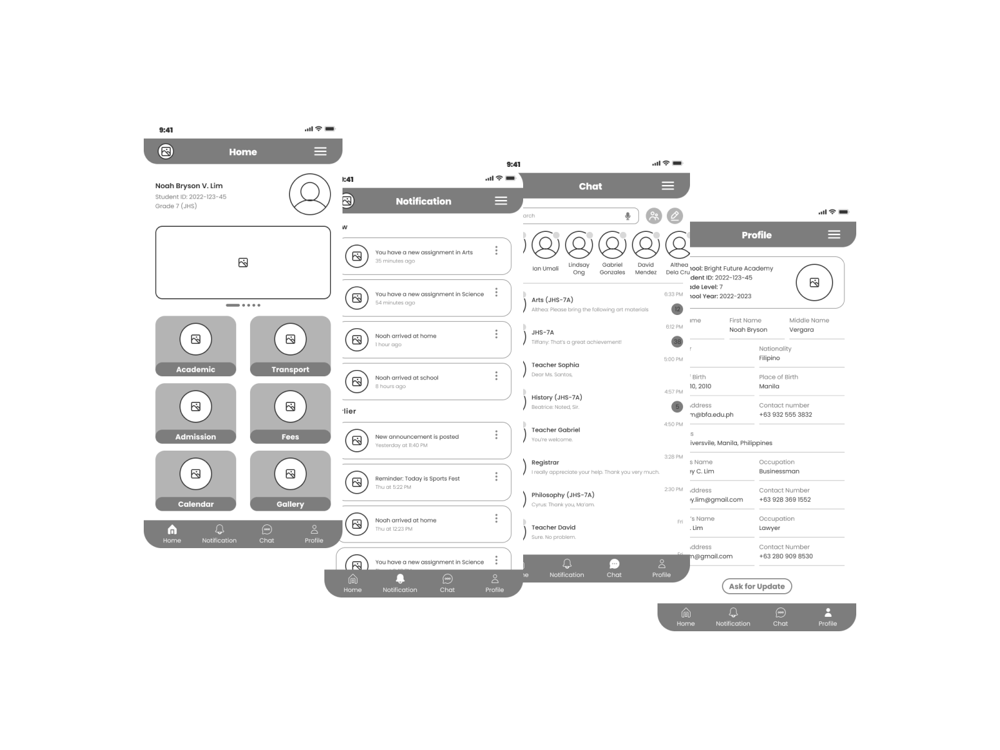 9:41
Home
Noah Bryson V. Lim
Student ID: 2022-123-45
Grade 7 (JHS)
Academic
Transport
Admission
Fees
Calendar
Gallery
Home Notification Chat Profile
:41
Notification
w
You have a new assignment in Arts
35 minutes ago
You have a new assignment in Science
54 minutes ago
Noah arrived at home
1 hour ago
Noah arrived at school
8 hours ago
rlier
New announcement is posted
Yesterday at 11:40 PM
Reminder: Today is Sports Fest
Thu at 5:22 PM
Noah arrived at home
Thu at 12:23 PM
You have a new assignment in Science
Home Notification Chat Profile
9:41
Chat
arch
Ian Umali
Lindsay
Ong
Gabriel
Gonzales
David
Mendez
Althea
Dela Cru
Arts (JHS-7A) 6:33 PM
Althea: Please bring the following art materials 12
JHS-7A 6:12 PM
Tiffany: That's a great achievement! 38
Teacher Sophia 5:00 PM
Dear Ms. Santos,
History (JHS-7A) 4:57 PM
Beatrice: Noted, Sir. 5
Teacher Gabriel 4:50 PM
You're welcome.
Registrar 3:28 PM
I really appreciate your help. Thank you very much.
Philosophy (JHS-7A) 2:30 PM
Cyrus: Thank you, Ma'am.
Teacher David Fri
Sure. No problem.
Fri
ne Notification Chat Profile
Profile
hool: Bright Future Academy
dent ID: 2022-123-45
ade Level: 7
hool Year: 2022-2023
ame First Name Middle Name
Noah Bryson Vergara
r Nationality
Filipino
f Birth Place of Birth
10, 2010 Manila
ddress Contact number
m@bfa.edu.ph +63 932 555 3832
s
iversvile, Manila, Philippines
s Name Occupation
ey C. Lim Businessman
ddress Contact Number
y.lim@gmail.com +63 928 369 1552
's Name Occupation
. Lim Lawyer
ddress Contact Number
m@gmail.com +63 280 909 8530
Ask for Update
Home Notification Chat Profile